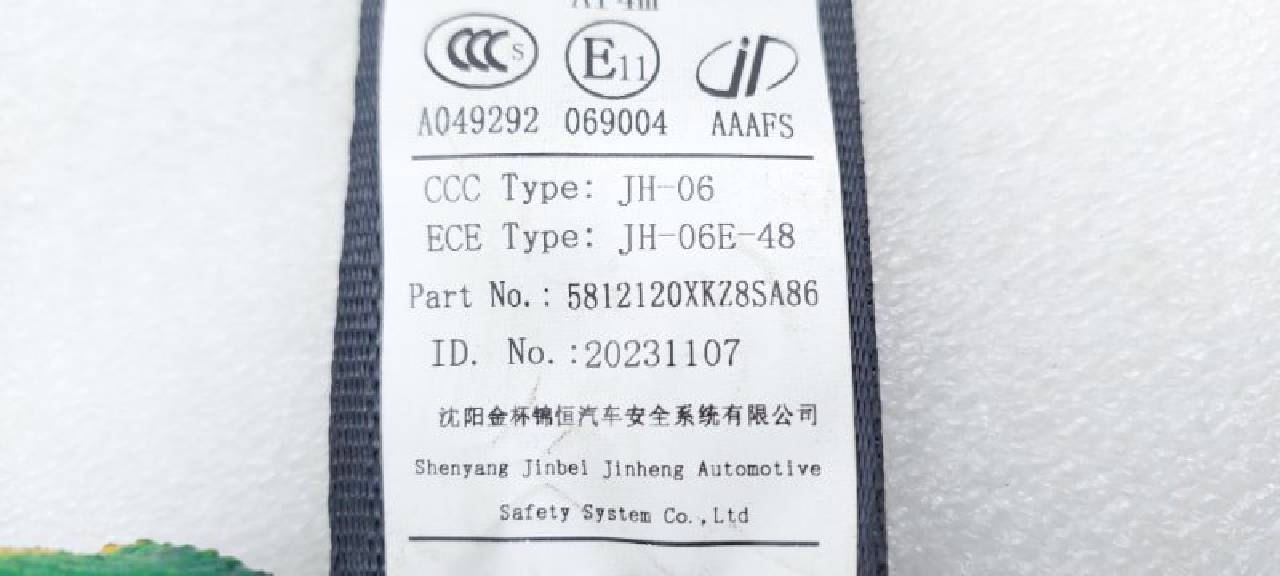 Ar4m
CCC S E11 JP
A049292 069004 AAAFS
CCC Type: JH-06
ECE Type: JH-06E-48
Part No.: 5812120XKZ8SA86
ID. No.:20231107
沈阳金杯锦恒汽车安全系统有限公司
Shenyang Jinbei Jinheng Automotive
Safety System Co.,Ltd